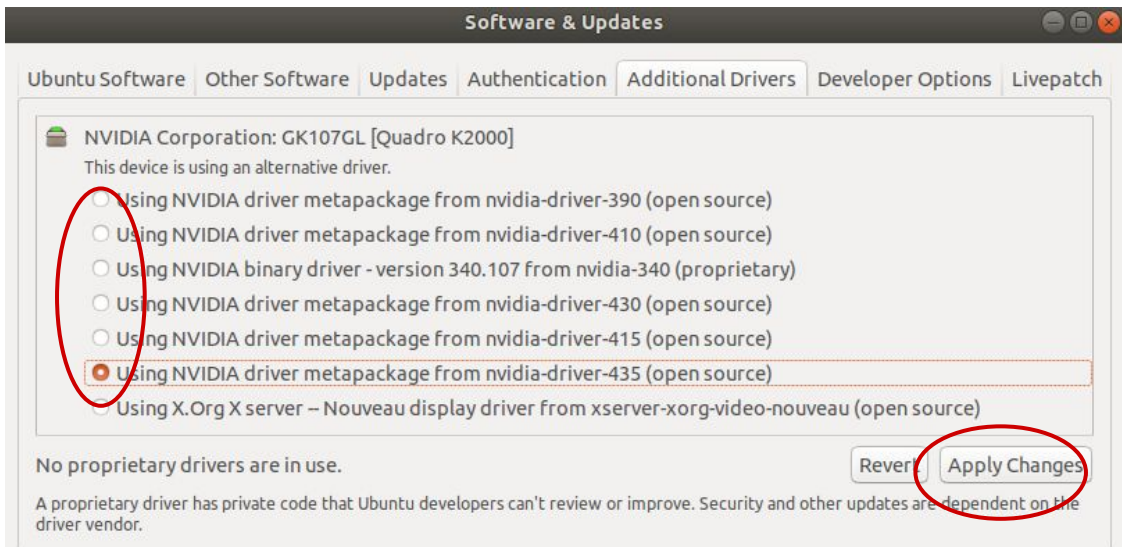 Software & Updates
Ubuntu Software Other Software Updates Authentication Additional Drivers Developer Options Livepatch
NVIDIA Corporation: GK107GL [Quadro K2000]
This device is using an alternative driver.
Using NVIDIA driver metapackage from nvidia-driver-390 (open source)
Using NVIDIA driver metapackage from nvidia-driver-410 (open source)
Using NVIDIA binary driver - version 340.107 from nvidia-340 (proprietary)
Using NVIDIA driver metapackage from nvidia-driver-430 (open source)
Using NVIDIA driver metapackage from nvidia-driver-415 (open source)
Using NVIDIA driver metapackage from nvidia-driver-435 (open source)
Using X.Org X server -- Nouveau display driver from xserver-xorg-video-nouveau (open source)
No proprietary drivers are in use.
Revert Apply Changes
A proprietary driver has private code that Ubuntu developers can't review or improve. Security and other updates are dependent on the
driver vendor.